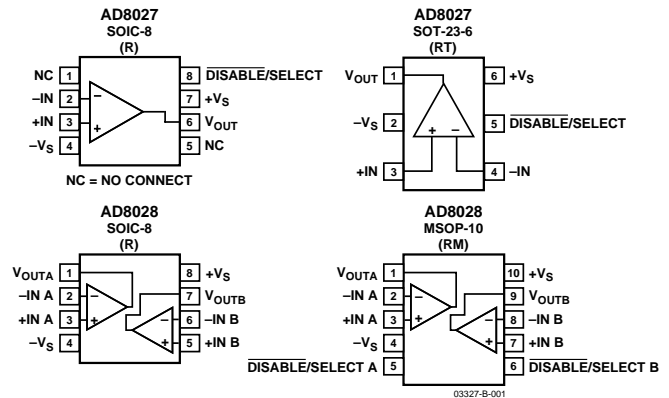 AD8027
SOIC-8
(R)
NC 1
–IN 2
+IN 3
–VS 4
8 DISABLE/SELECT
7 +VS
6 VOUT
5 NC
– +
NC = NO CONNECT
AD8027
SOT-23-6
(RT)
VOUT 1
–VS 2
+IN 3
6 +VS
5 DISABLE/SELECT
4 –IN
+ –
AD8028
SOIC-8
(R)
VOUTA 1
–IN A 2
+IN A 3
–VS 4
8 +VS
7 VOUTB
6 –IN B
5 +IN B
– +
– +
AD8028
MSOP-10
(RM)
VOUTA 1
–IN A 2
+IN A 3
–VS 4
DISABLE/SELECT A 5
10 +VS
9 VOUTB
8 –IN B
7 +IN B
6 DISABLE/SELECT B
– +
– +
03327-B-001